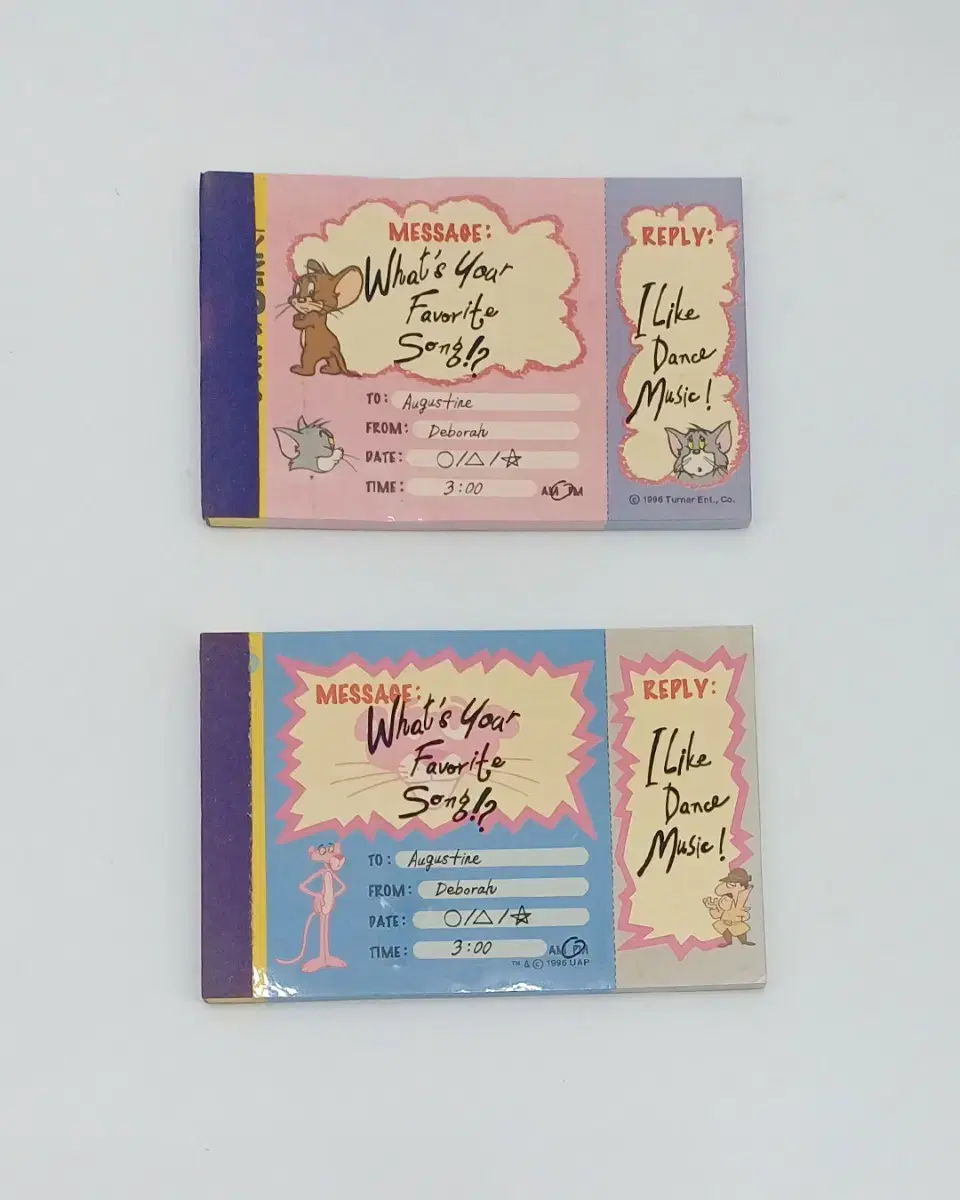 MESSAGE:
What's Your
Favorite
Song!?
TO: Augustine
FROM: Deborah
DATE: ○/△/☆
TIME: 3:00 AM PM
REPLY:
I Like
Dance
Music!
© 1996 Turner Ent., Co.
MESSAGE:
What's Your
Favorite
Song!?
TO: Augustine
FROM: Deborah
DATE: ○/△/☆
TIME: 3:00 AM PM
™ & © 1996 UAP
REPLY:
I Like
Dance
Music!